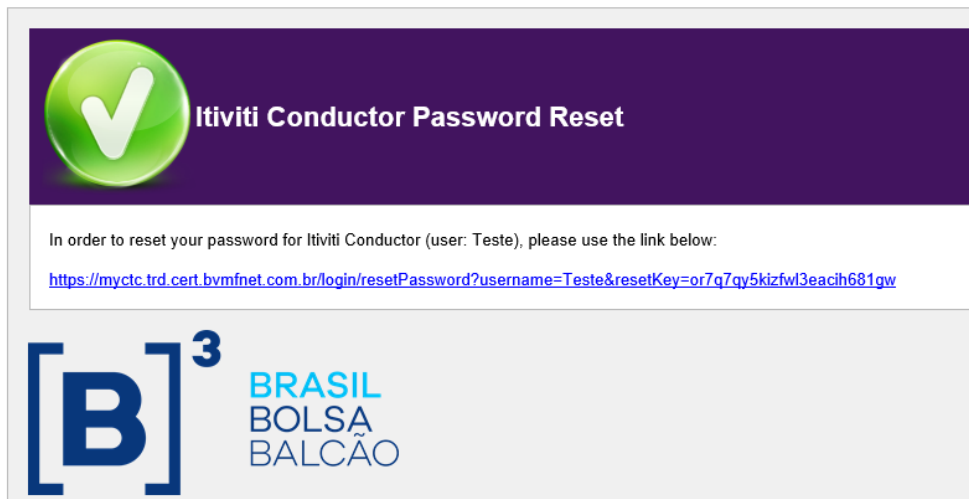 Itiviti Conductor Password Reset
In order to reset your password for Itiviti Conductor (user: Teste), please use the link below:
https://myctc.trd.cert.bvmfnet.com.br/login/resetPassword?username=Teste&resetKey=or7q7qy5kizfwl3eacih681gw
[B]³
BRASIL
BOLSA
BALCÃO